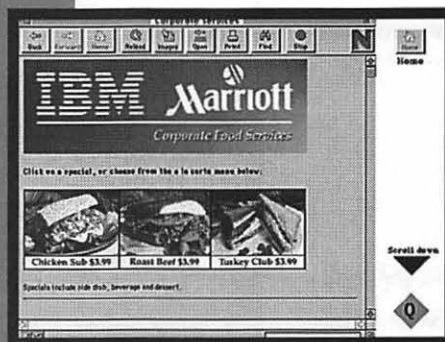 Corporate Services
Back Forward Home Reload Images Open Print Find Stop
N
Home
Home
IBM Marriott
Corporate Food Services
Click on a special, or choose from the a la carte menu below:
Chicken Sub $3.99 Roast Beef $3.99 Turkey Club $3.99
Specials include side dish, beverage and dessert.
Scroll down
Q